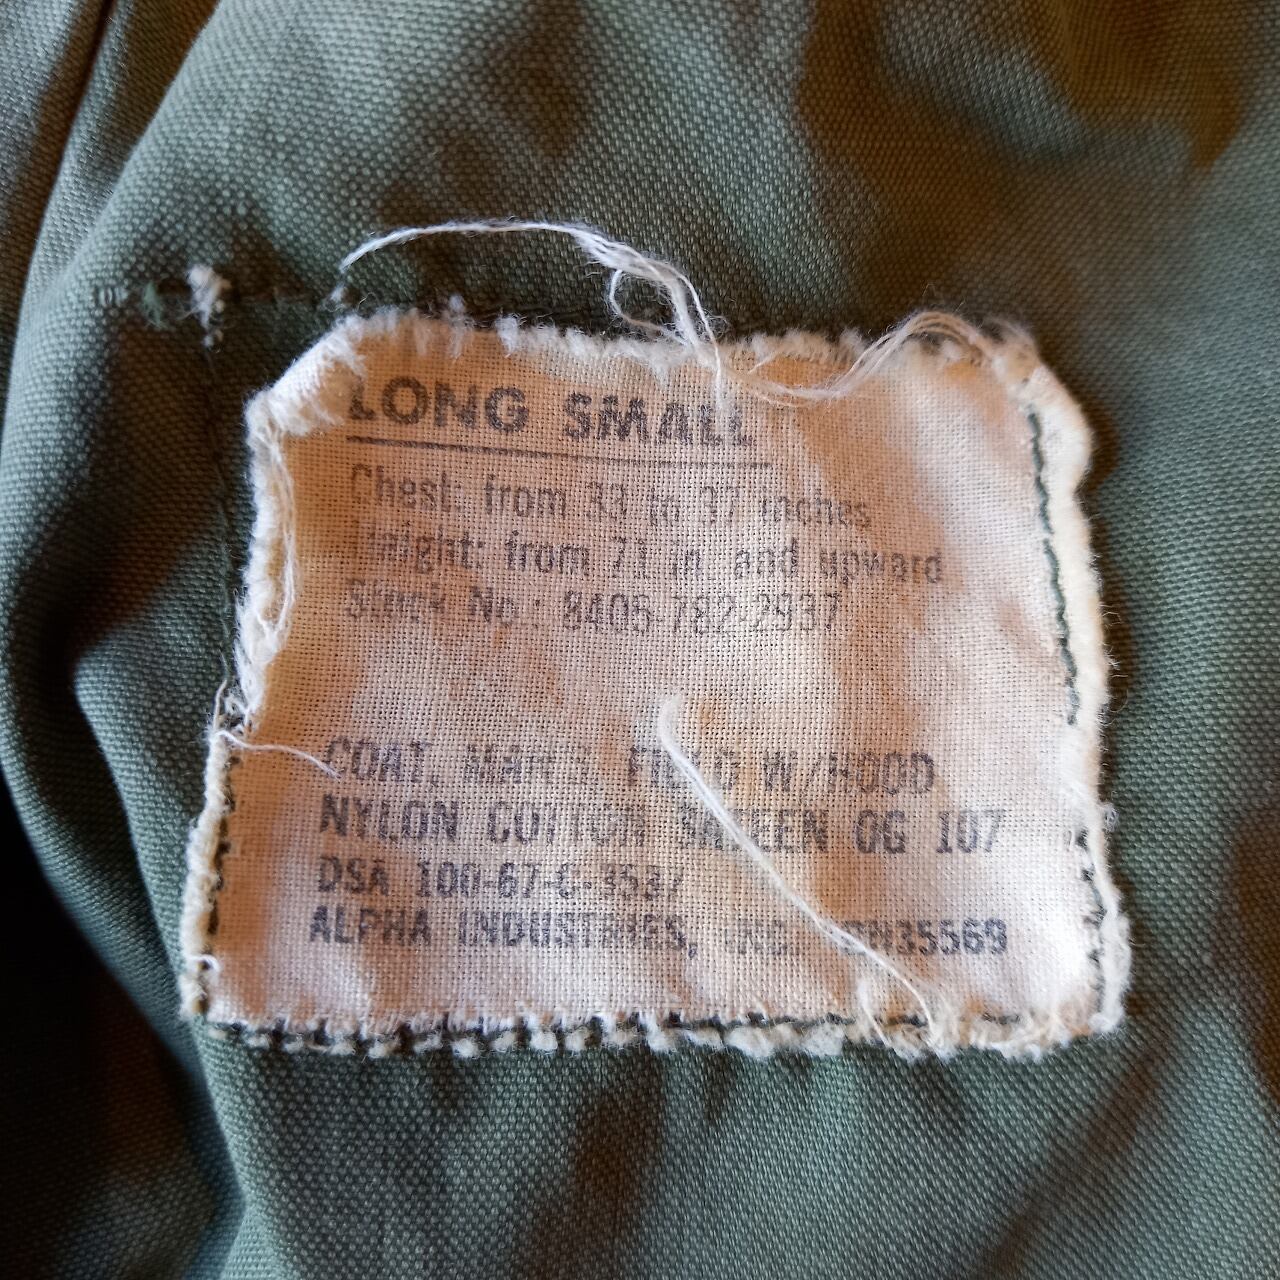 LONG SMALL
Chest: from 33 to 37 inches
Height: from 71 in. and upward
Stock No.: 8405-782-2937
COAT, MAN'S, FIELD W/HOOD
NYLON COTTON SATEEN OG 107
DSA 100-67-C-3537
ALPHA INDUSTRIES, INC.